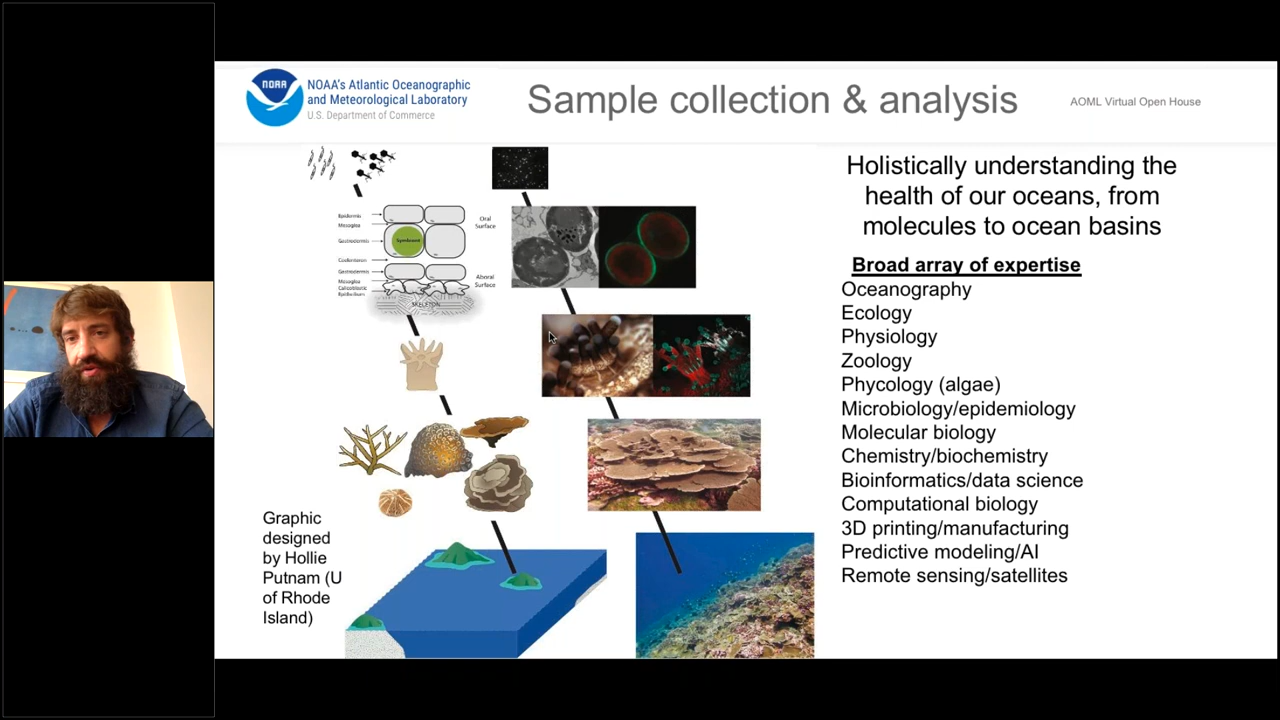 NOAA
NOAA's Atlantic Oceanographic
and Meteorological Laboratory
U.S. Department of Commerce
Sample collection & analysis
AOML Virtual Open House
Epidermis
Mesoglea
Gastrodermis
Coelenteron
Gastrodermis
Mesoglea
Calicoblastic
Epithelium
Symbiont
Oral
Surface
Aboral
Surface
SKELETON
Graphic
designed
by Hollie
Putnam (U
of Rhode
Island)
Holistically understanding the
health of our oceans, from
molecules to ocean basins
Broad array of expertise
Oceanography
Ecology
Physiology
Zoology
Phycology (algae)
Microbiology/epidemiology
Molecular biology
Chemistry/biochemistry
Bioinformatics/data science
Computational biology
3D printing/manufacturing
Predictive modeling/AI
Remote sensing/satellites